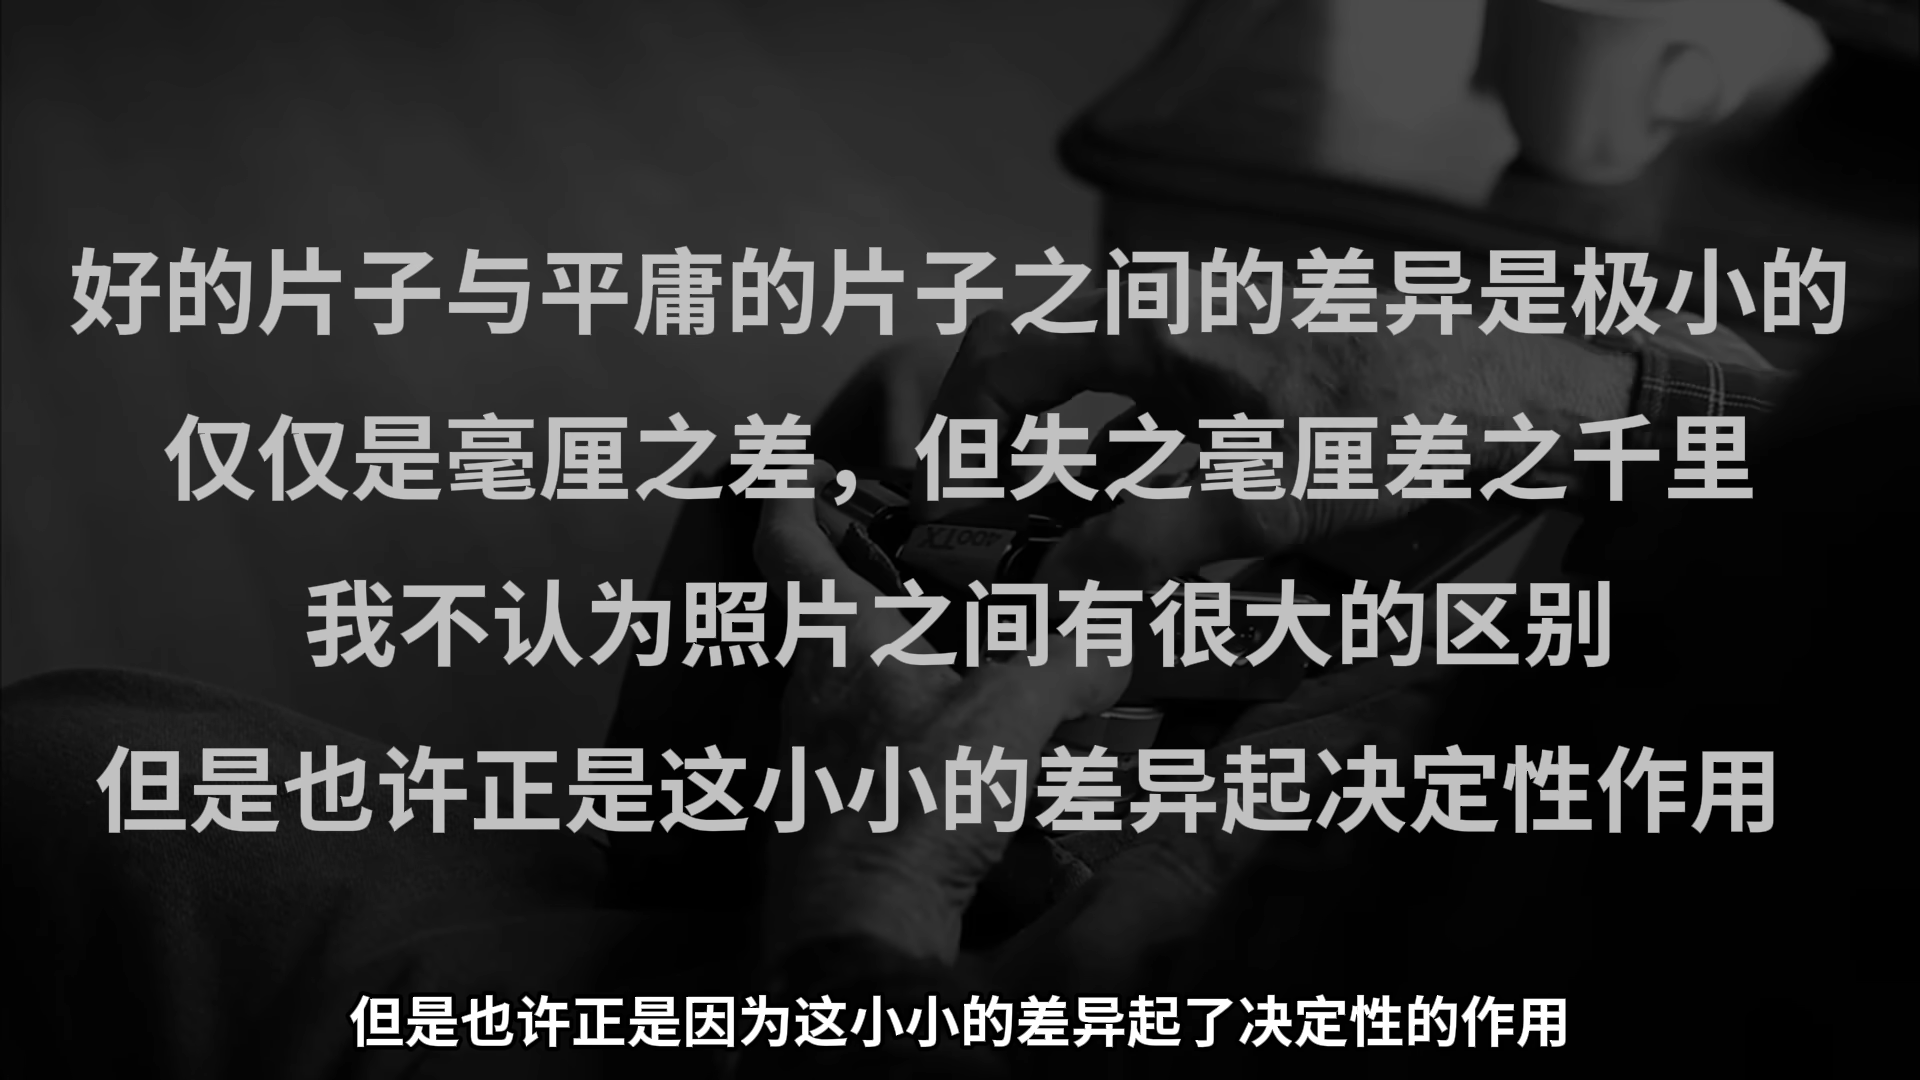 好的片子与平庸的片子之间的差异是极小的
仅仅是毫厘之差，但失之毫厘差之千里
400TX
我不认为照片之间有很大的区别
但是也许正是这小小的差异起决定性作用
但是也许正是因为这小小的差异起了决定性的作用